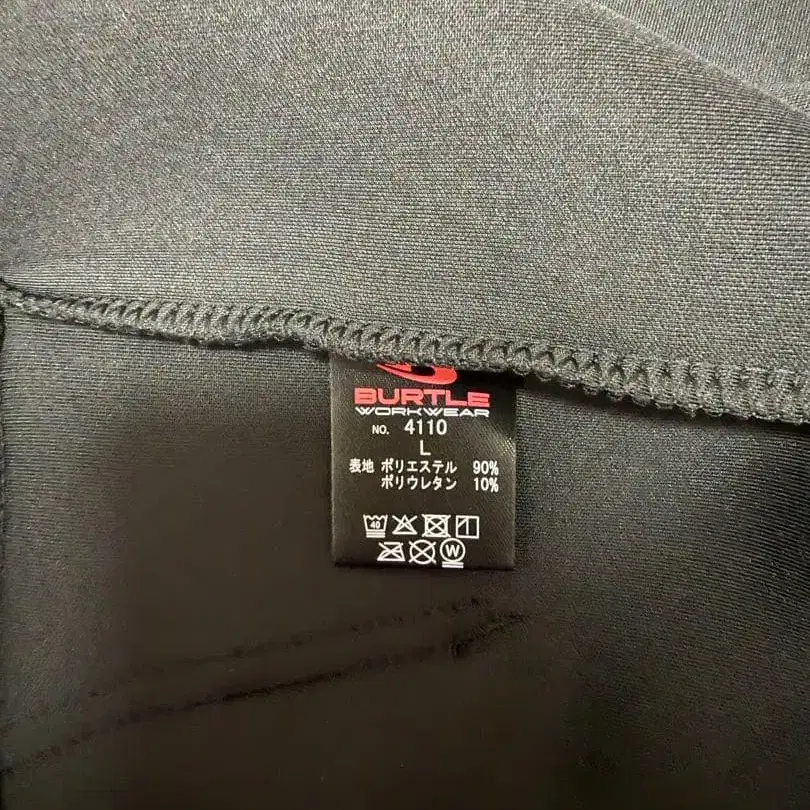 BURTLE
WORKWEAR
NO. 4110
L
表地 ポリエステル 90%
ポリウレタン 10%
40
W